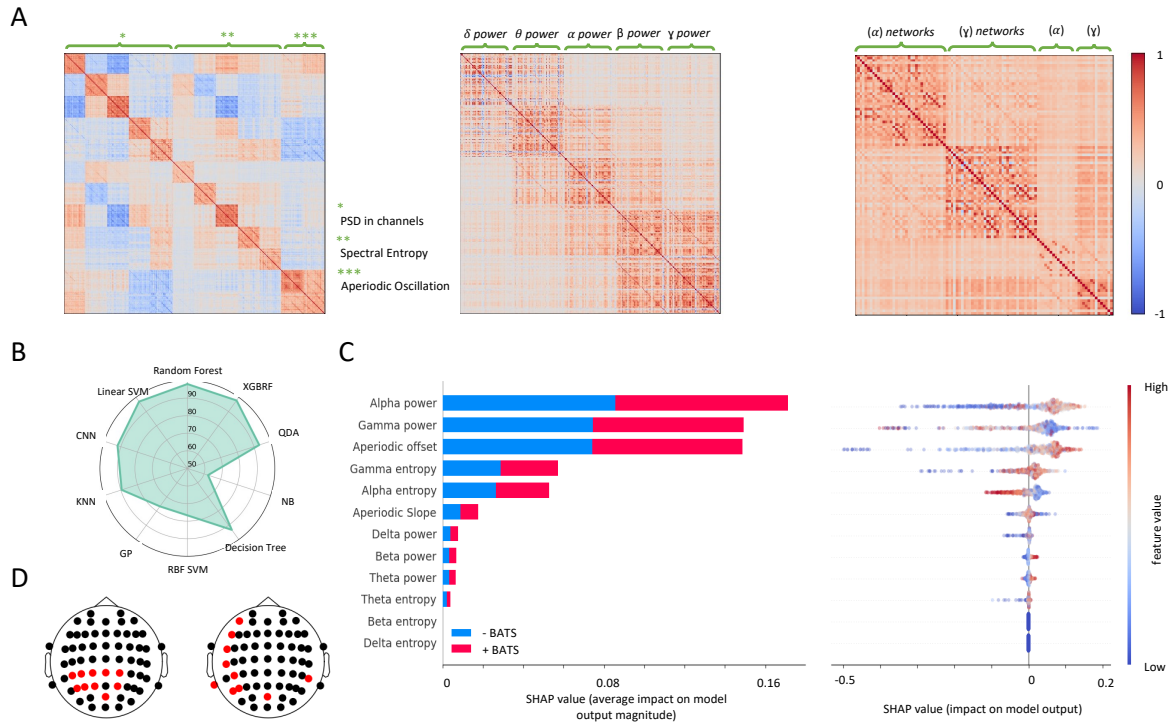 A
* ** ***
δ power θ power α power β power ɣ power
(α) networks (ɣ) networks (α) (ɣ)
1
0
-1
*
PSD in channels
**
Spectral Entropy
***
Aperiodic Oscillation
B
Random Forest
XGBRF
QDA
NB
Decision Tree
RBF SVM
GP
KNN
CNN
Linear SVM
90
80
70
60
50
C
Alpha power
Gamma power
Aperiodic offset
Gamma entropy
Alpha entropy
Aperiodic Slope
Delta power
Beta power
Theta power
Theta entropy
Beta entropy
Delta entropy
- BATS
+ BATS
0 0.08 0.16
SHAP value (average impact on model
output magnitude)
High
feature value
Low
-0.5 0 0.2
SHAP value (impact on model output)
D